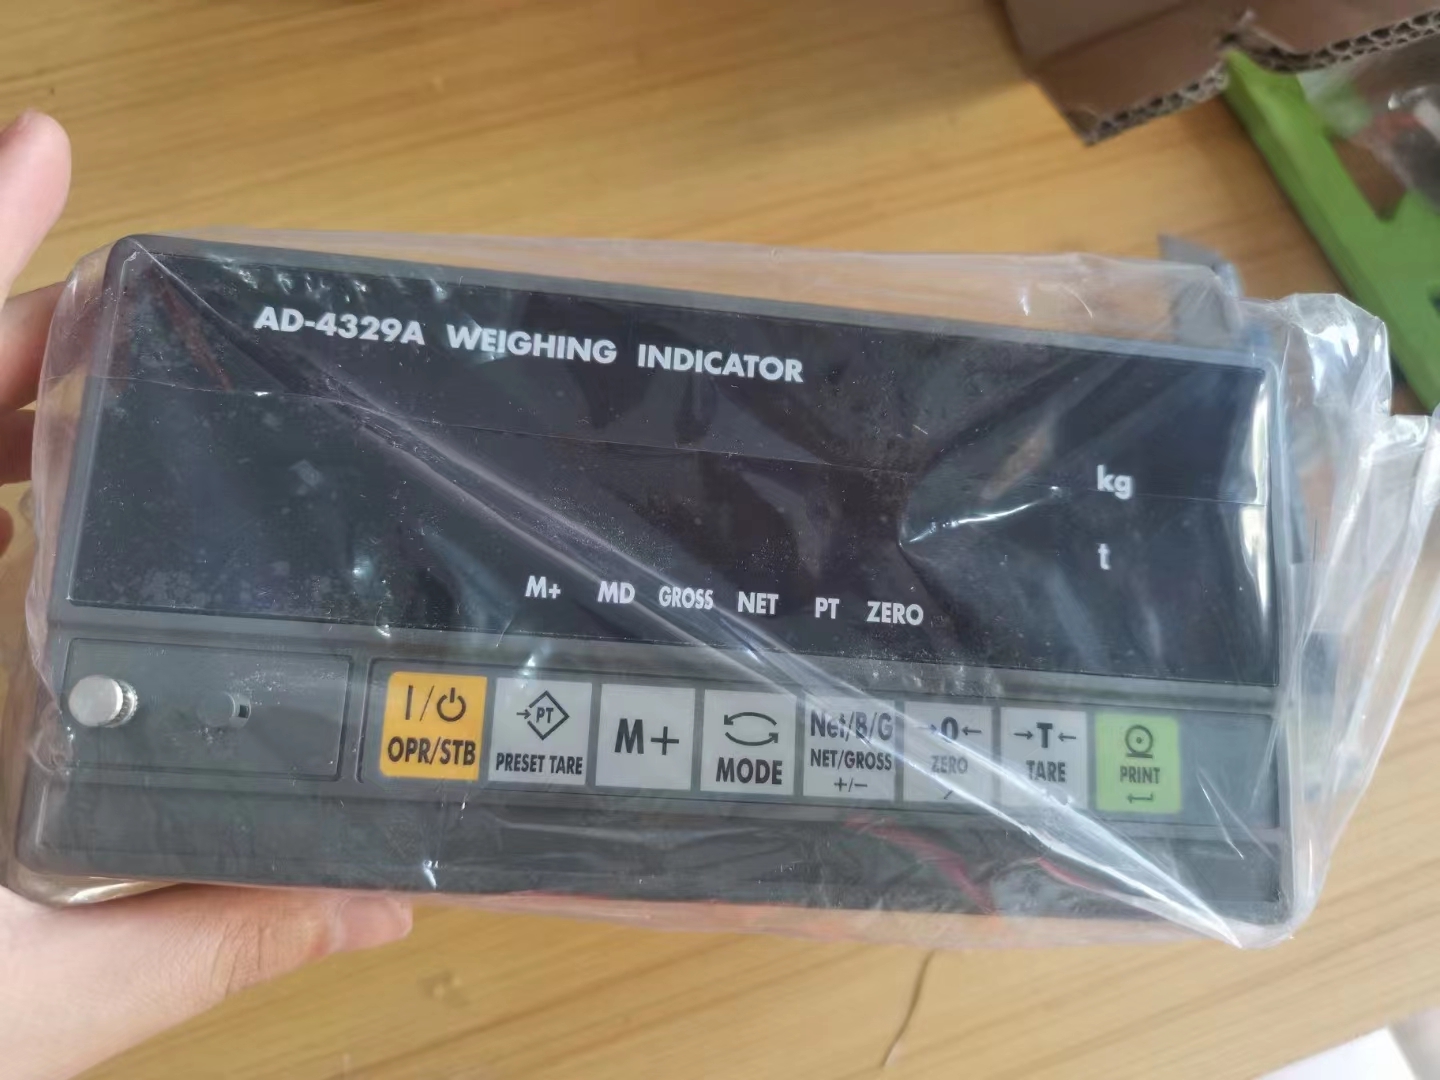 AD-4329A WEIGHING INDICATOR
kg
t
M+ MD GROSS NET PT ZERO
I/⏻
OPR/STB
→PT
PRESET TARE
M+
MODE
Net/B/G
NET/GROSS
+/−
→0←
ZERO
→T←
TARE
PRINT